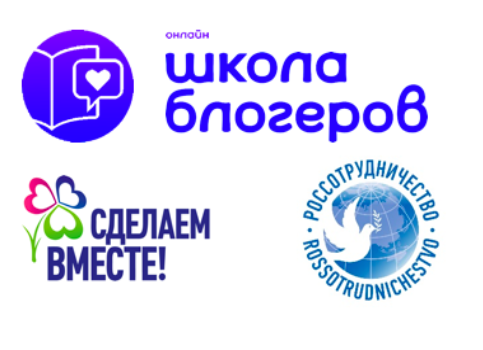 онлайн
школа
блогеров
СДЕЛАЕМ
ВМЕСТЕ!
РОССОТРУДНИЧЕСТВО
ROSSOTRUDNICHESTVO